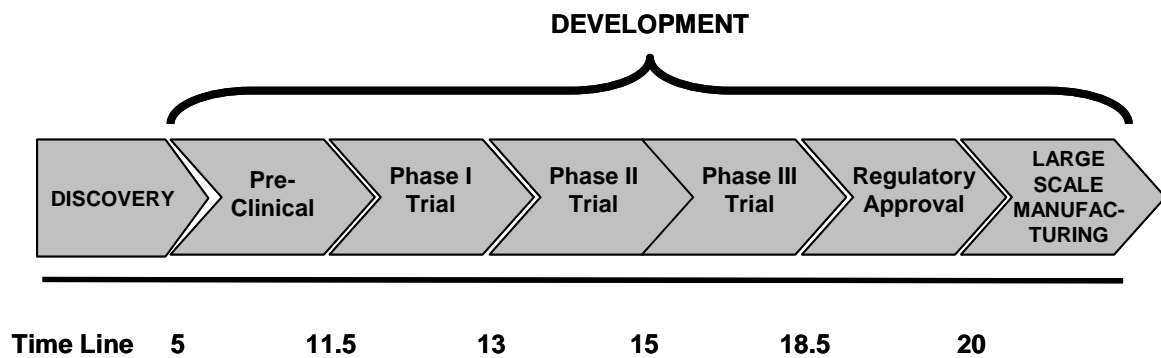 DEVELOPMENT
DISCOVERY
Pre-
Clinical
Phase I
Trial
Phase II
Trial
Phase III
Trial
Regulatory
Approval
LARGE
SCALE
MANUFAC-
TURING
Time Line 5 11.5 13 15 18.5 20